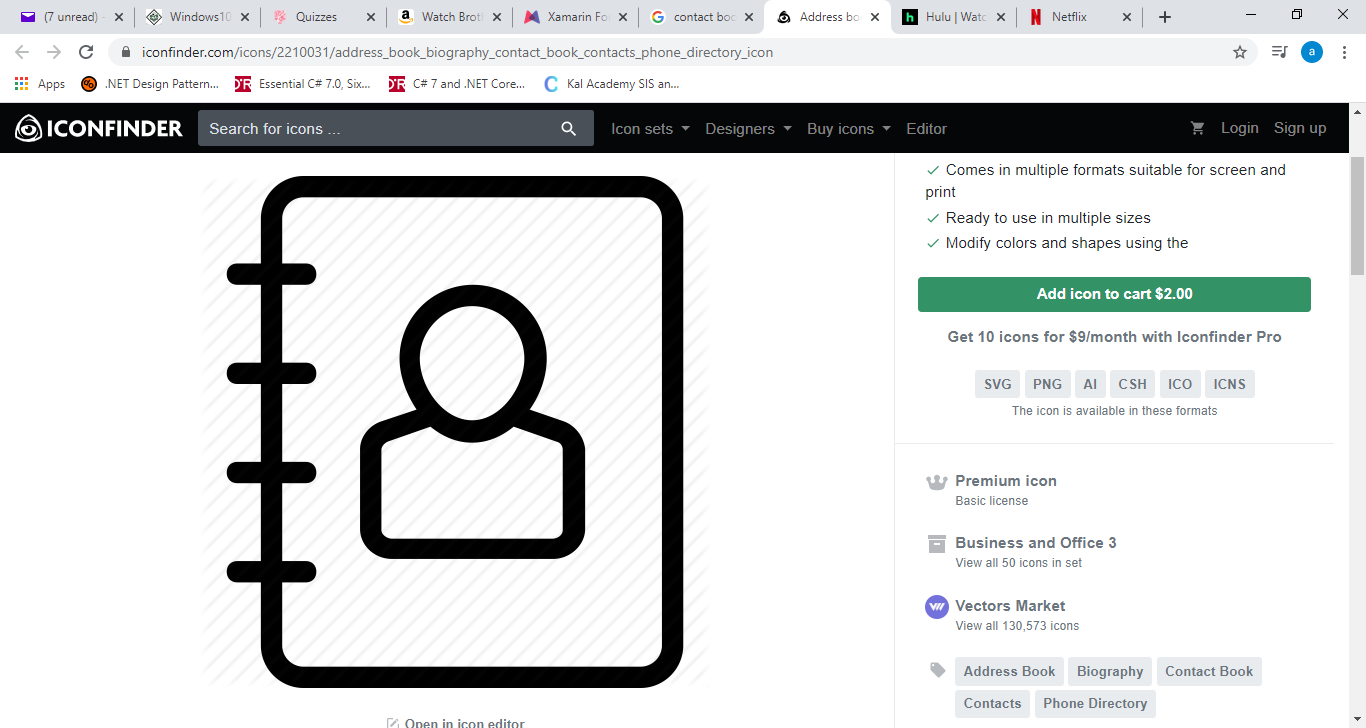 (7 unread)
Windows10
Quizzes
Watch Brot
Xamarin Fo
contact boo
Address bo
Hulu | Watc
Netflix
iconfinder.com/icons/2210031/address_book_biography_contact_book_contacts_phone_directory_icon
a
Apps
.NET Design Pattern...
Essential C# 7.0, Six...
C# 7 and .NET Core...
Kal Academy SIS an...
ICONFINDER
Search for icons ...
Icon sets
Designers
Buy icons
Editor
Login
Sign up
Comes in multiple formats suitable for screen and
print
Ready to use in multiple sizes
Modify colors and shapes using the
Add icon to cart $2.00
Get 10 icons for $9/month with Iconfinder Pro
SVG PNG AI CSH ICO ICNS
The icon is available in these formats
Premium icon
Basic license
Business and Office 3
View all 50 icons in set
Vectors Market
View all 130,573 icons
Address Book Biography Contact Book
Contacts Phone Directory
Open in icon editor